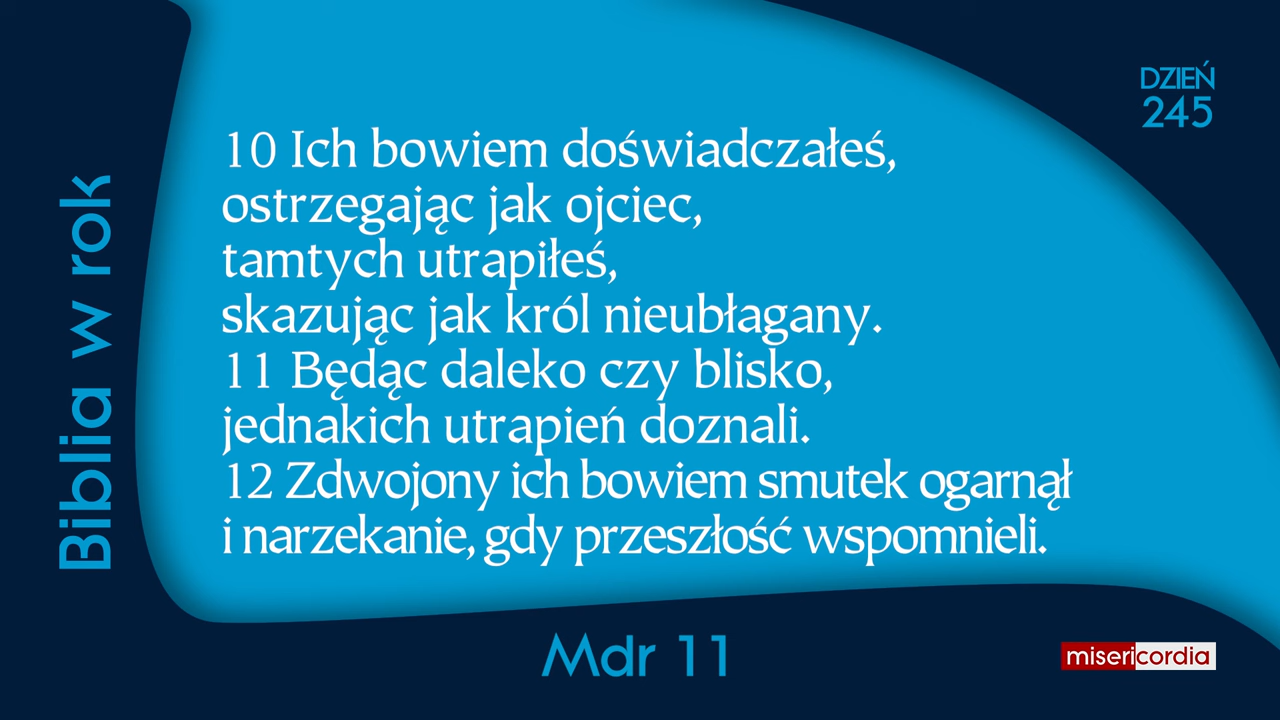 DZIEŃ
245
10 Ich bowiem doświadczałeś,
ostrzegając jak ojciec,
tamtych utrapiłeś,
skazując jak król nieubłagany.
11 Będąc daleko czy blisko,
jednakich utrapień doznali.
12 Zdwojony ich bowiem smutek ogarnął
i narzekanie, gdy przeszłość wspomnieli.
Biblia w rok
Mdr 11
misericordia